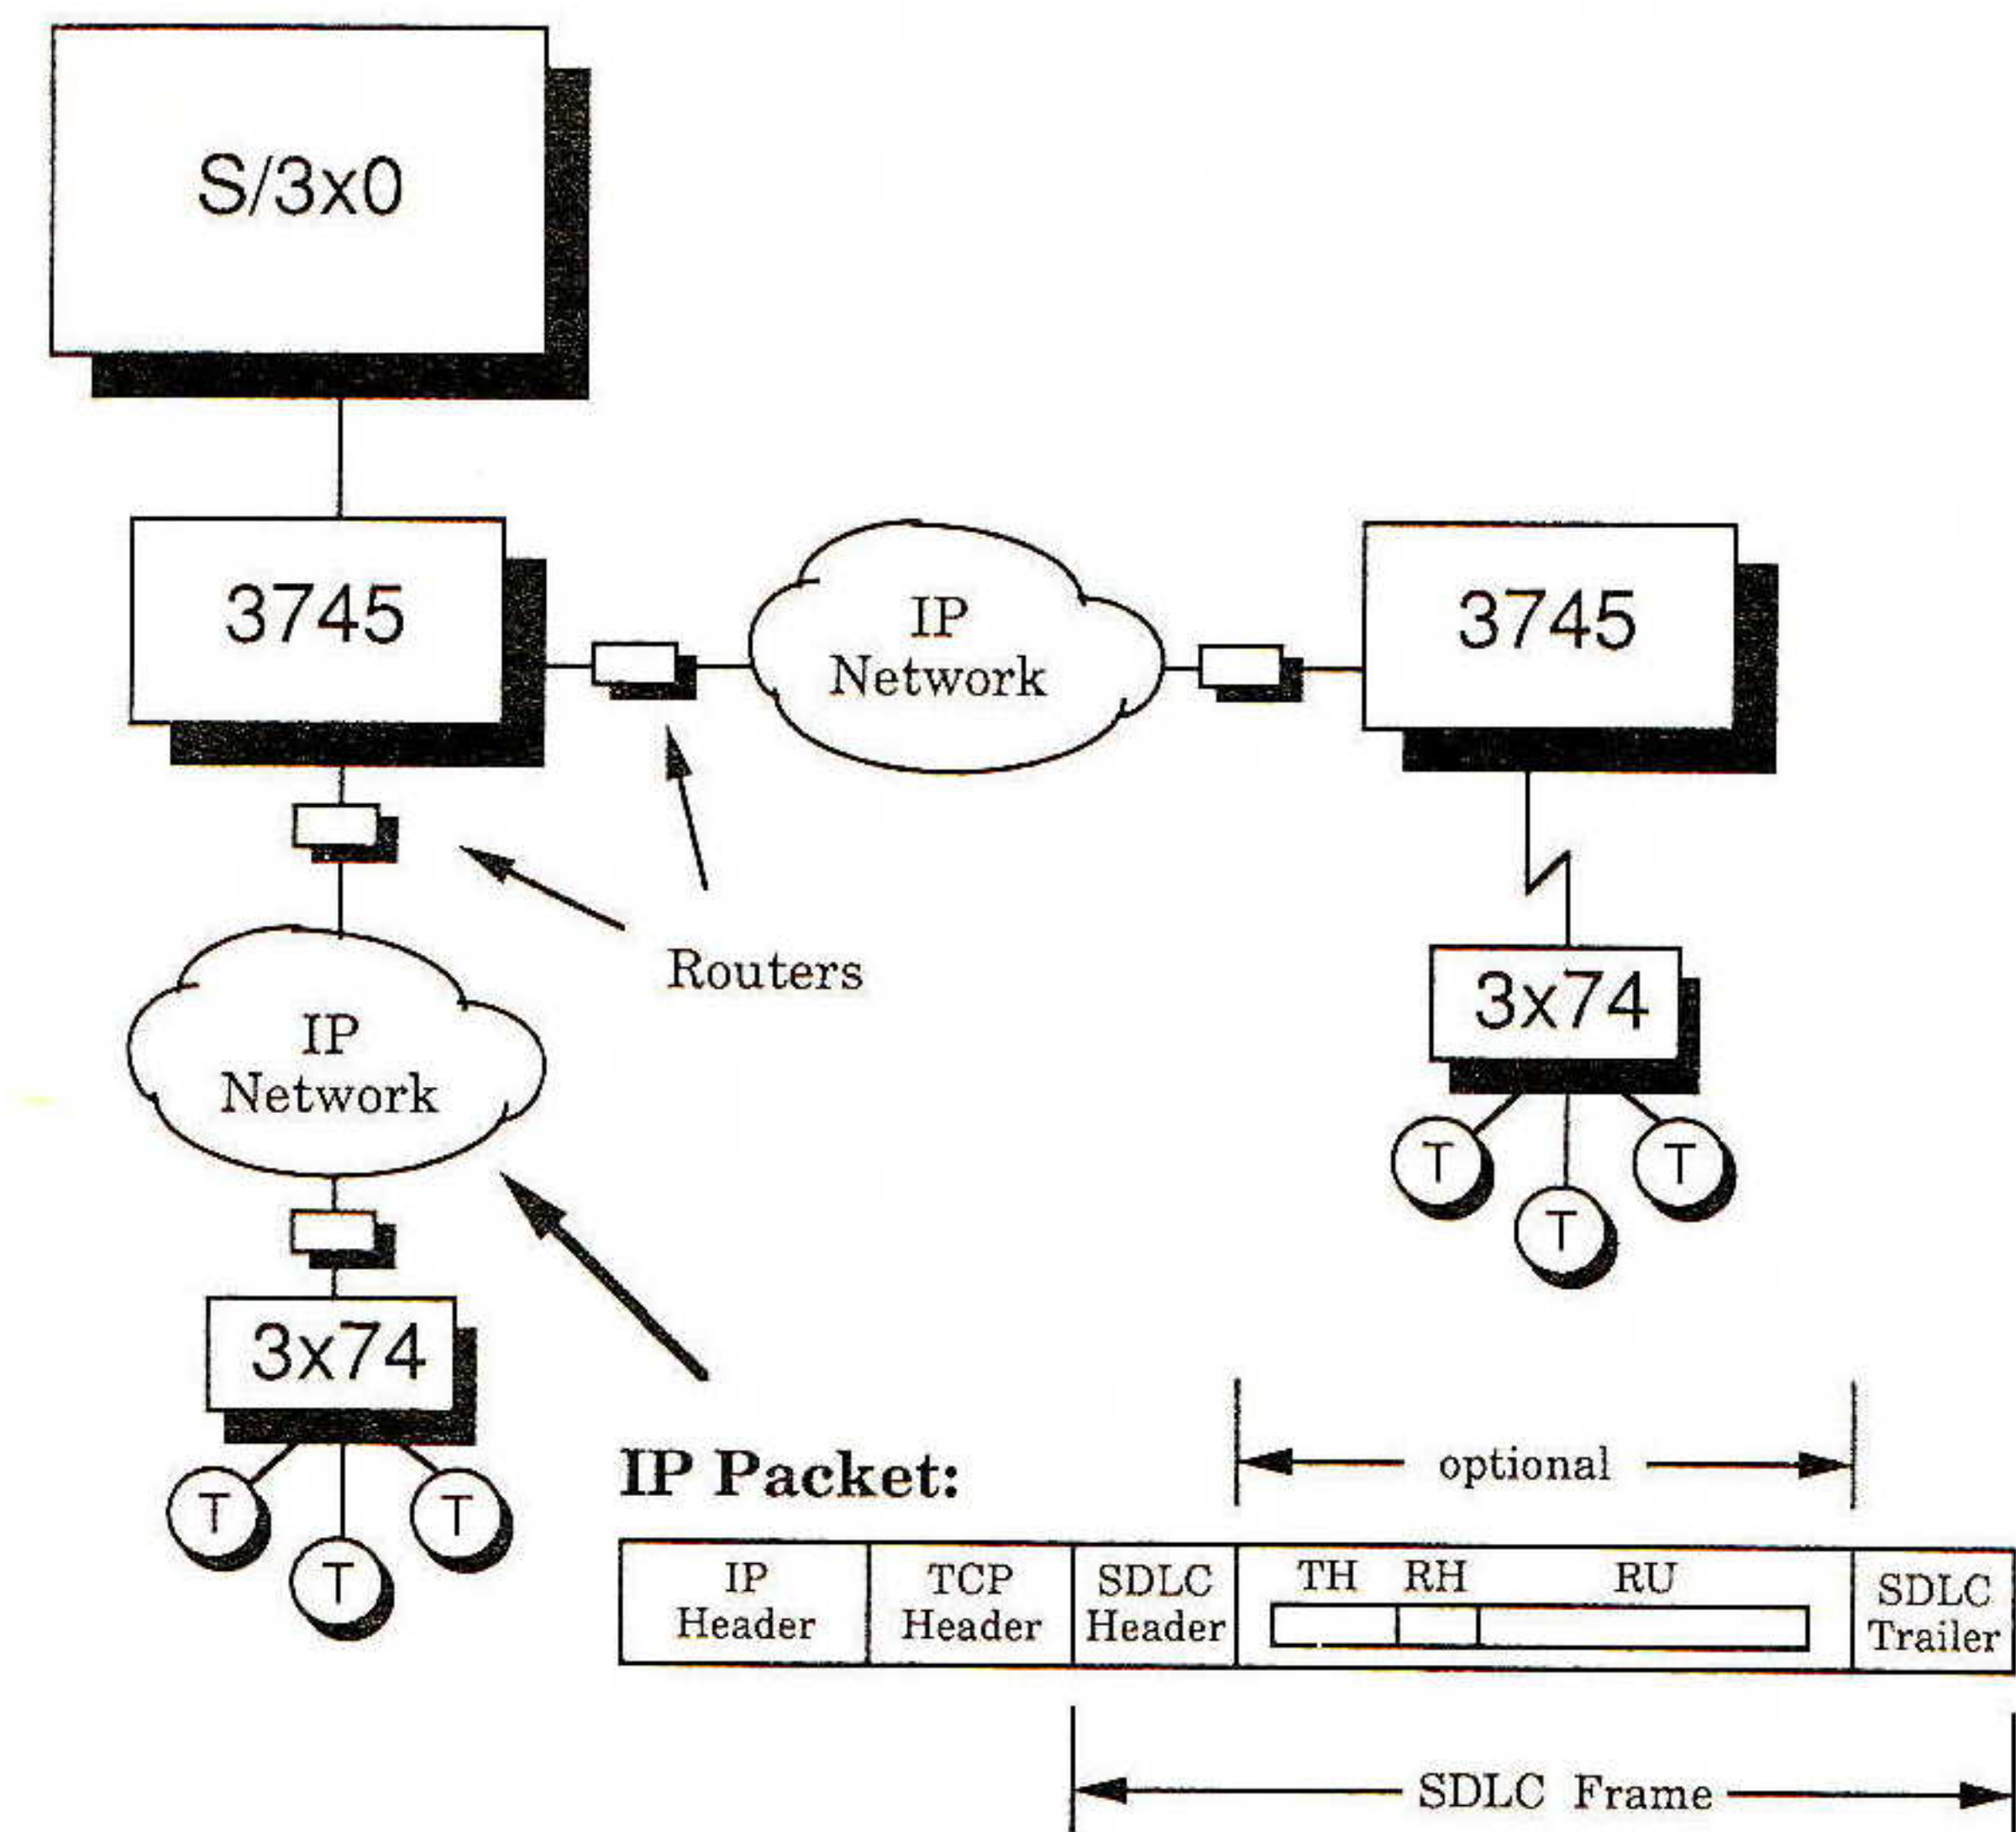 S/3x0
3745
IP
Network
3745
Routers
IP
Network
3x74
T
T
T
3x74
T
T
T
IP Packet:
optional
IP
Header
TCP
Header
SDLC
Header
TH RH RU
SDLC
Trailer
SDLC Frame